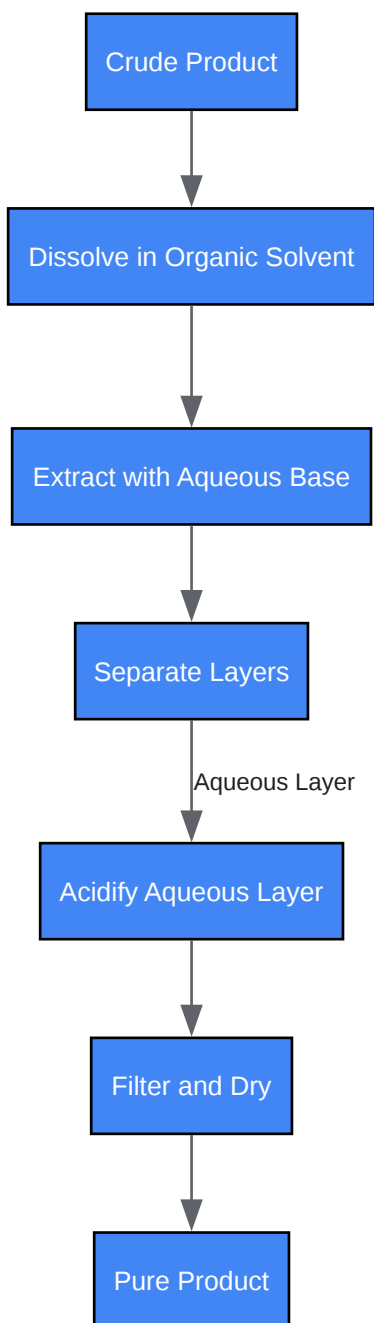 Crude Product
Dissolve in Organic Solvent
Extract with Aqueous Base
Separate Layers
Aqueous Layer
Acidify Aqueous Layer
Filter and Dry
Pure Product